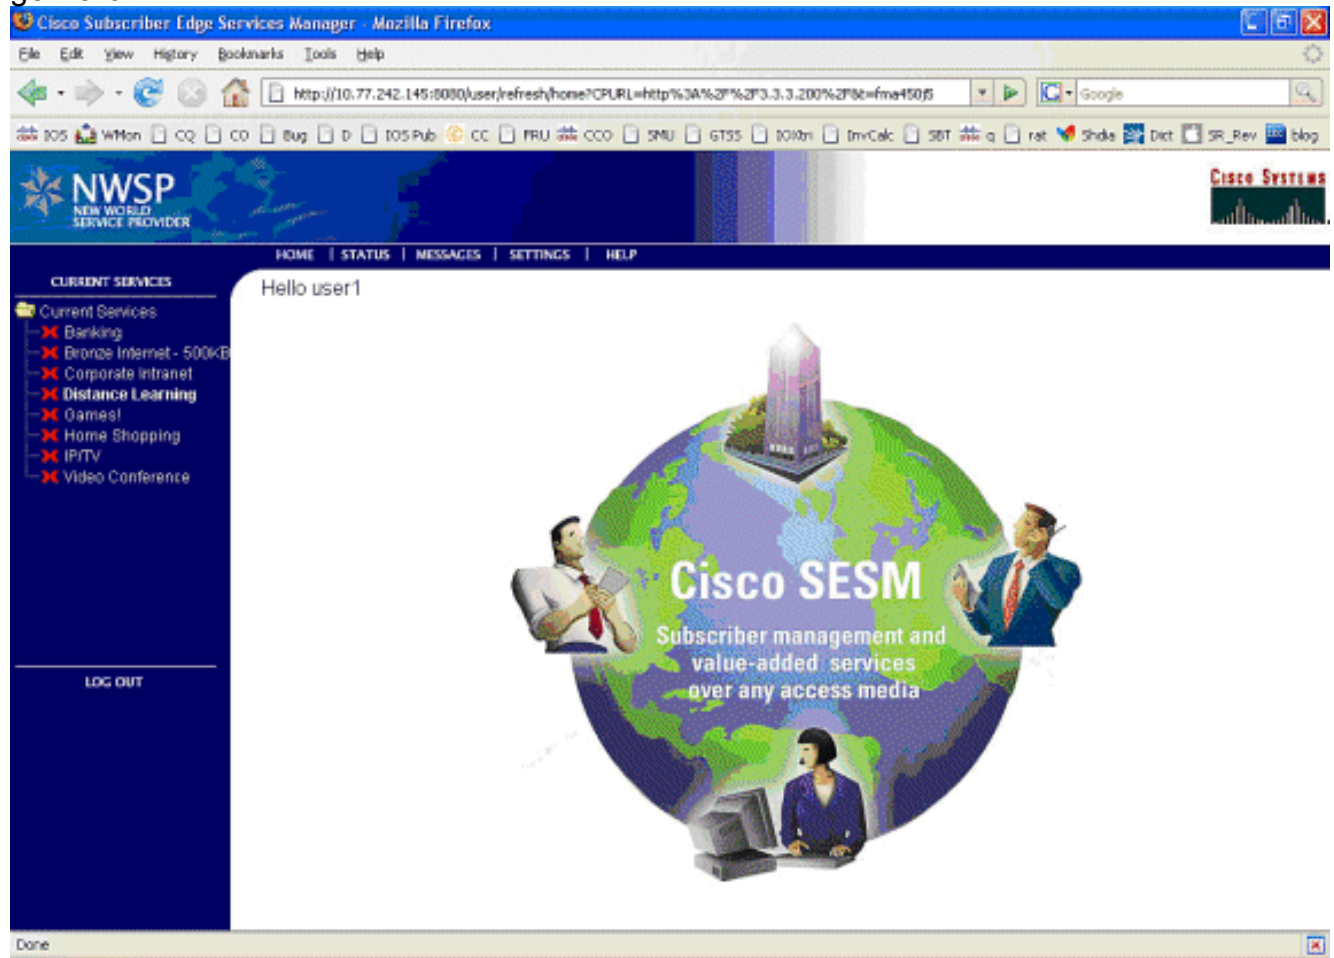 Cisco Subscriber Edge Services Manager - Mozilla Firefox
File Edit View History Bookmarks Tools Help
http://10.77.242.145:8080/user/refresh/home?CPURL=http%3A%2F%2F3.3.3.200%2F&t=fma450jS Google
IOS WMon CQ CO Bug D IOS Pub CC FRU CCO SMU GTSS IOXtn InvCalc SBT q rat Shdia Dict SR_Rev blog
NWSP
NEW WORLD
SERVICE PROVIDER
CISCO SYSTEMS
HOME | STATUS | MESSAGES | SETTINGS | HELP
CURRENT SERVICES
Current Services
Banking
Bronze Internet - 500KB
Corporate Intranet
Distance Learning
Games!
Home Shopping
IP/TV
Video Conference
LOG OUT
Hello user1
Cisco SESM
Subscriber management and
value-added services
over any access media
Done